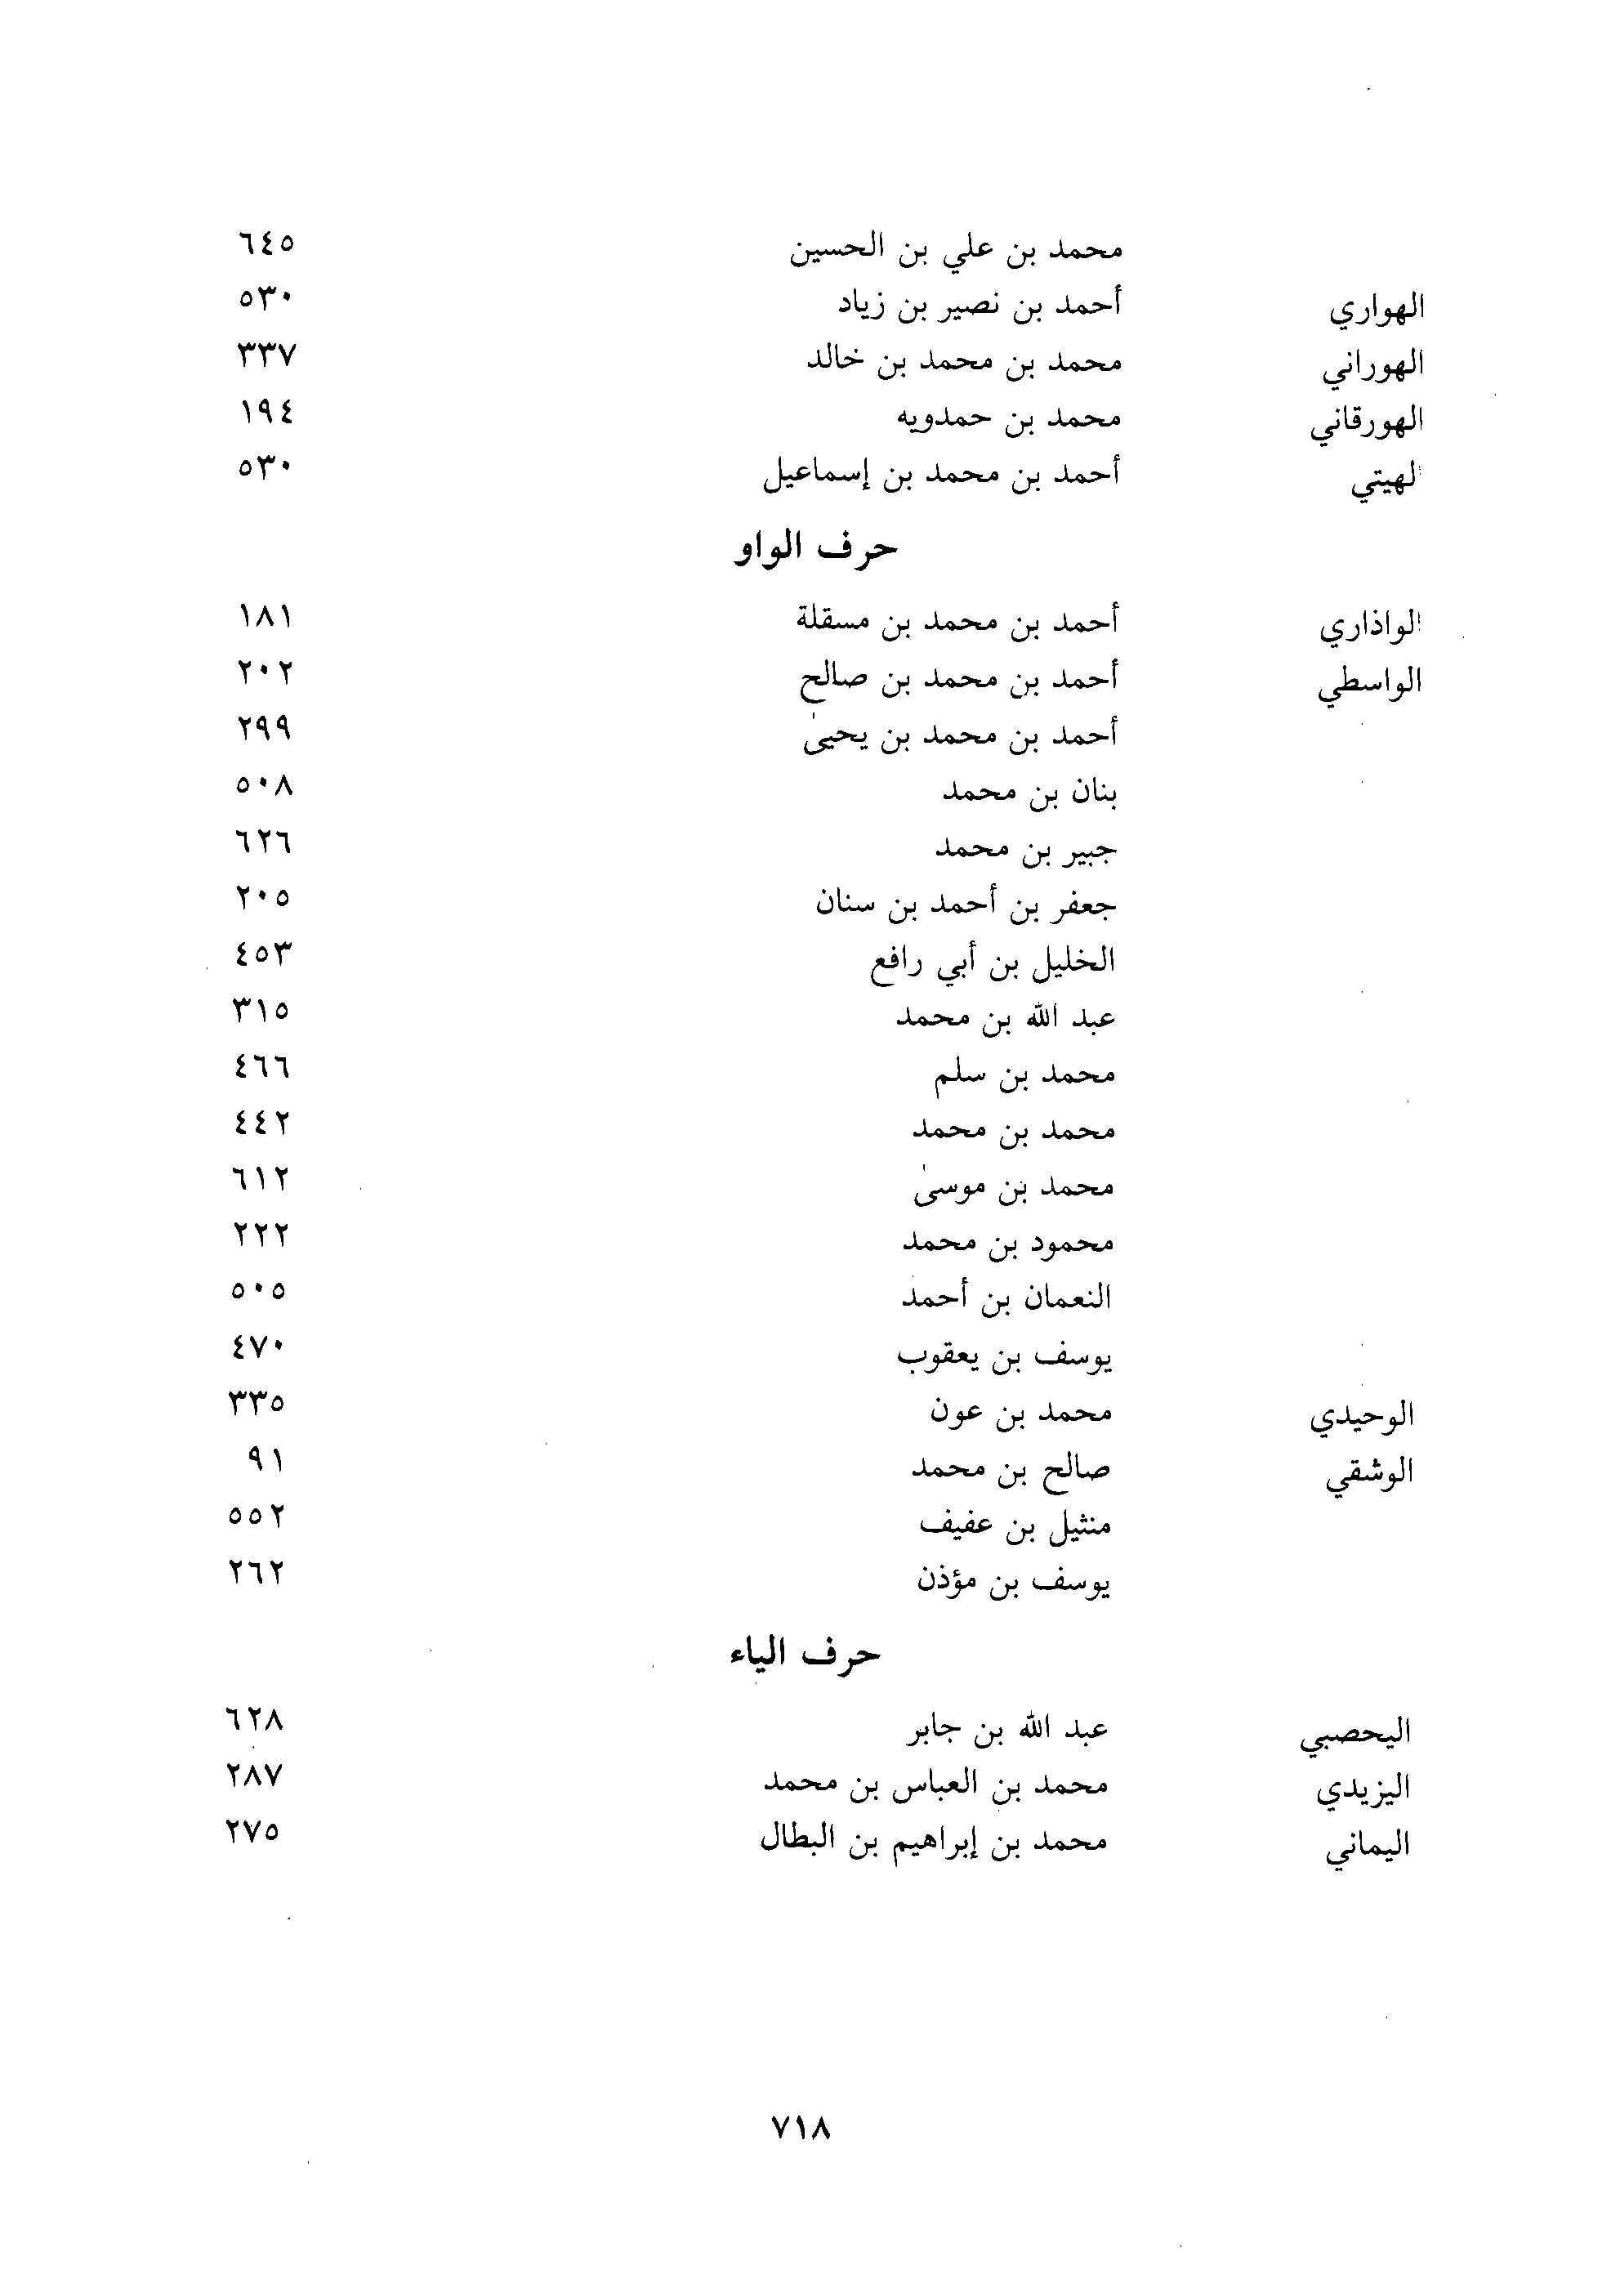 محمد بن علي بن الحسين ٦٤٥
الهواري أحمد بن نصير بن زياد ٥٣٠
الهوراني محمد بن محمد بن خالد ٣٣٧
الهورقاني محمد بن حمدويه ١٩٤
الهيتي أحمد بن محمد بن إسماعيل ٥٣٠
حرف الواو
الواذاري أحمد بن محمد بن مسقلة ١٨١
الواسطي أحمد بن محمد بن صالح ٢٠٢
أحمد بن محمد بن يحيىٰ ٢٩٩
بنان بن محمد ٥٠٨
جبير بن محمد ٦٢٦
جعفر بن أحمد بن سنان ٢٠٥
الخليل بن أبي رافع ٤٥٣
عبد الله بن محمد ٣١٥
محمد بن سلم ٤٦٦
محمد بن محمد ٤٤٢
محمد بن موسىٰ ٦١٢
محمود بن محمد ٢٢٢
النعمان بن أحمد ٥٠٥
يوسف بن يعقوب ٤٧٠
الوحيدي محمد بن عون ٣٣٥
الوشقي صالح بن محمد ٩١
منثيل بن عفيف ٥٥٢
يوسف بن مؤذن ٢٦٢
حرف الياء
اليحصبي عبد الله بن جابر ٦٢٨
اليزيدي محمد بن العباس بن محمد ٢٨٧
اليماني محمد بن إبراهيم بن البطال ٢٧٥
٧١٨